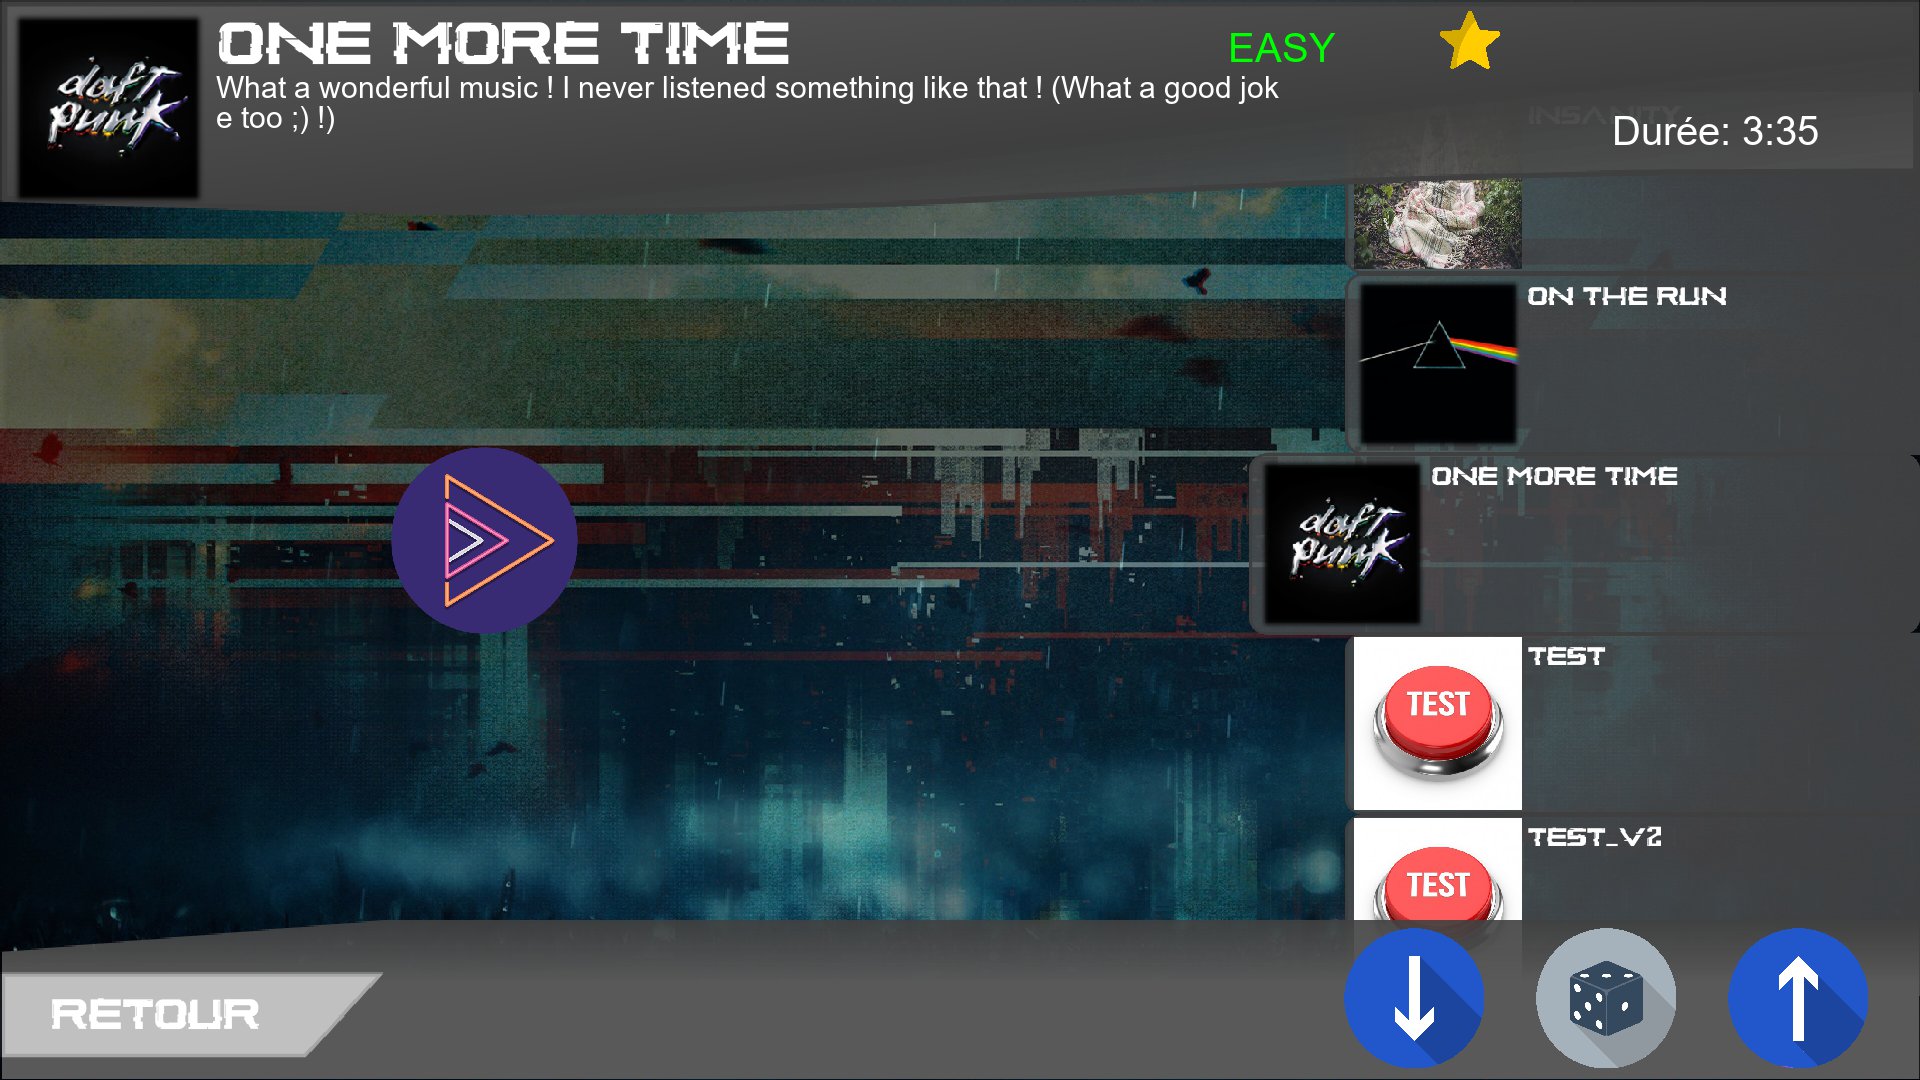 daft
punk
ONE MORE TIME
What a wonderful music ! I never listened something like that ! (What a good jok
e too ;) !)
EASY
INSANITY
Durée: 3:35
ON THE RUN
daft
punk
ONE MORE TIME
TEST
TEST
TEST
TEST_V2
RETOUR